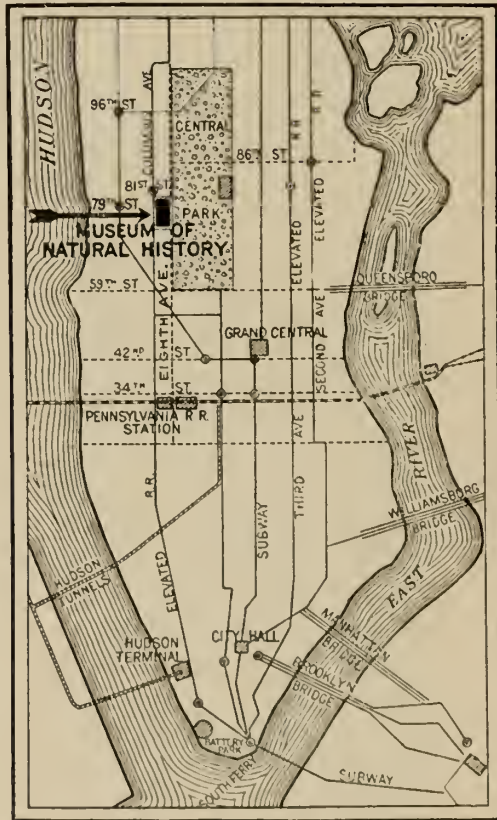 HUDSON
96TH ST
COLUMBUS AVE
CENTRAL
PARK
86TH ST
81ST ST
79TH ST
MUSEUM OF
NATURAL HISTORY
R R
ELEVATED
R R
ELEVATED
59TH ST
QUEENSBORO
BRIDGE
EIGHTH AVE
GRAND CENTRAL
42ND ST
SECOND AVE
34TH ST
PENNSYLVANIA R R.
STATION
THIRD AVE
SUBWAY
ELEVATED R R.
RIVER
EAST
WILLIAMSBORG
BRIDGE
HUDSON
TUNNELS
HUDSON
TERMINAL
CITY HALL
MANHATTAN
BRIDGE
BROOKLYN
BRIDGE
BATTERY
PARK
SOUTH FERRY
SUBWAY